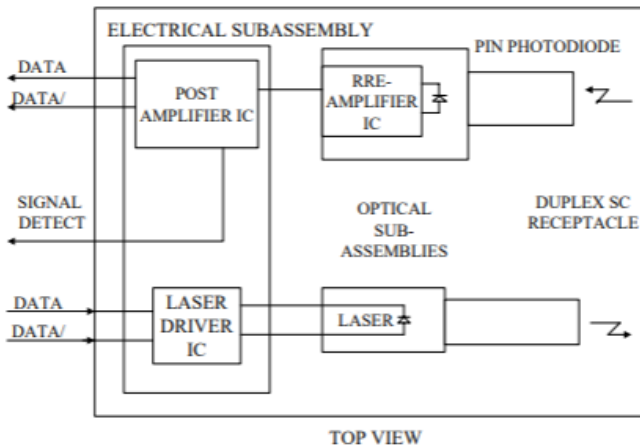 ELECTRICAL SUBASSEMBLY
PIN PHOTODIODE
DATA
DATA/
POST
AMPLIFIER IC
RRE-
AMPLIFIER
IC
SIGNAL
DETECT
OPTICAL
SUB-
ASSEMBLIES
DUPLEX SC
RECEPTACLE
DATA
DATA/
LASER
DRIVER
IC
LASER
TOP VIEW